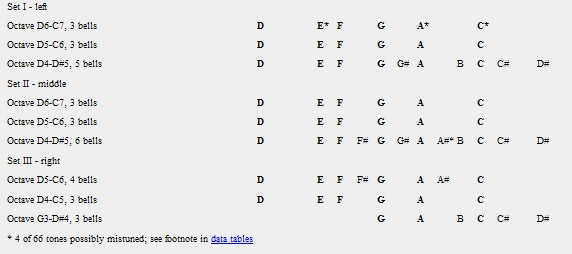 Set I - left
Octave D6-C7, 3 bells D E* F G A* C*
Octave D5-C6, 3 bells D E F G A C
Octave D4-D#5, 5 bells D E F G G# A B C C# D#
Set II - middle
Octave D6-C7, 3 bells D E F G A C
Octave D5-C6, 3 bells D E F G A C
Octave D4-D#5, 6 bells D E F F# G G# A A#* B C C# D#
Set III - right
Octave D5-C6, 4 bells D E F F# G A A# C
Octave D4-C5, 3 bells D E F G A C
Octave G3-D#4, 3 bells G A B C C# D#
* 4 of 66 tones possibly mistuned; see footnote in data tables